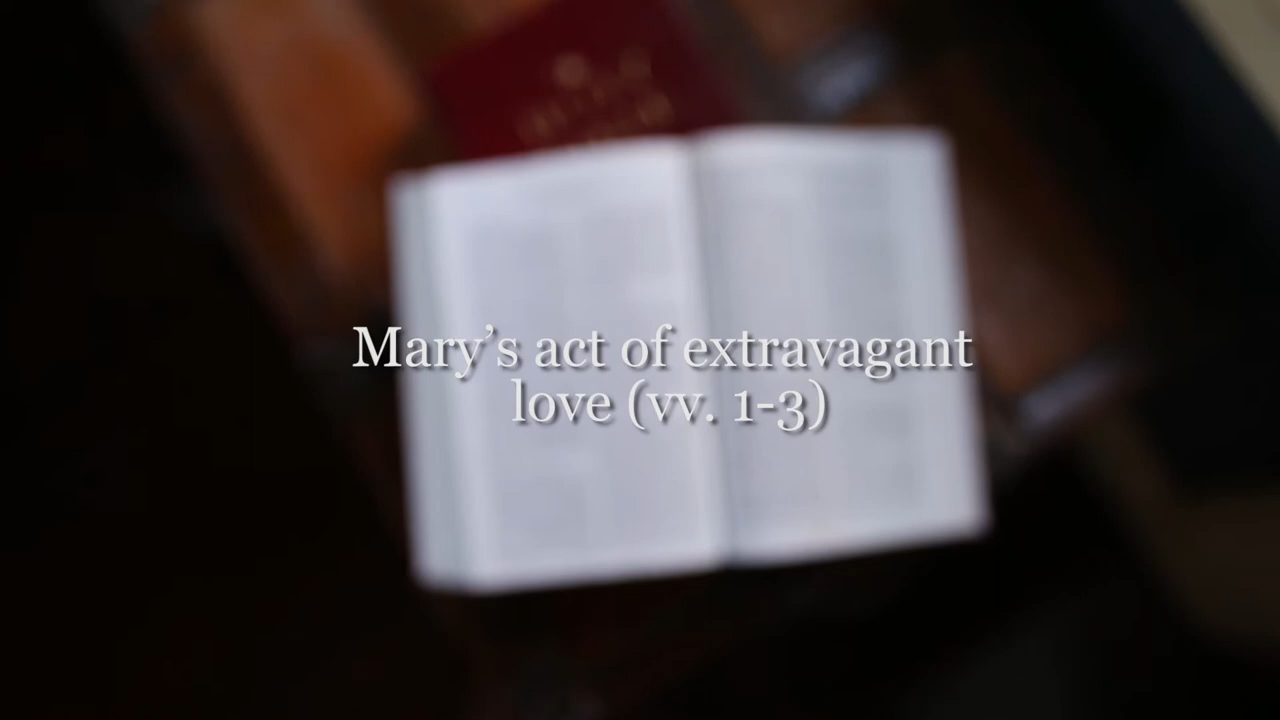 Mary’s act of extravagant
love (vv. 1-3)